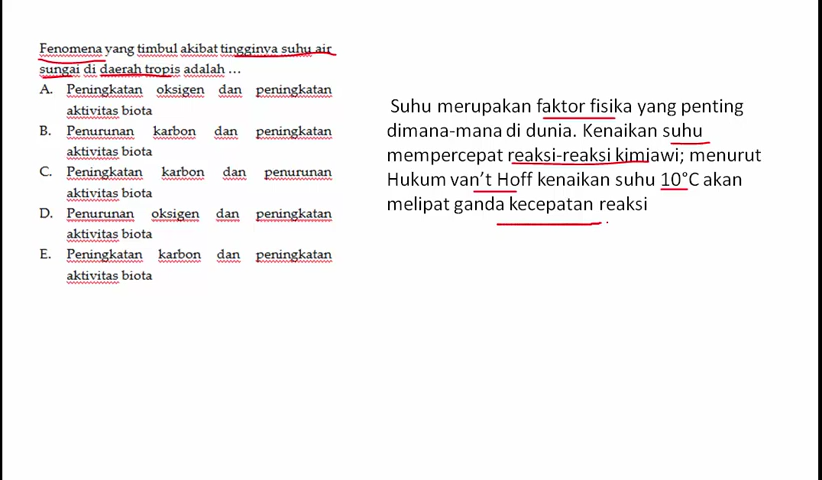 Fenomena yang timbul akibat tingginya suhu air
sungai di daerah tropis adalah ...
A. Peningkatan oksigen dan peningkatan
aktivitas biota
B. Penurunan karbon dan peningkatan
aktivitas biota
C. Peningkatan karbon dan penurunan
aktivitas biota
D. Penurunan oksigen dan peningkatan
aktivitas biota
E. Peningkatan karbon dan peningkatan
aktivitas biota
Suhu merupakan faktor fisika yang penting
dimana-mana di dunia. Kenaikan suhu
mempercepat reaksi-reaksi kimiawi; menurut
Hukum van't Hoff kenaikan suhu 10°C akan
melipat ganda kecepatan reaksi